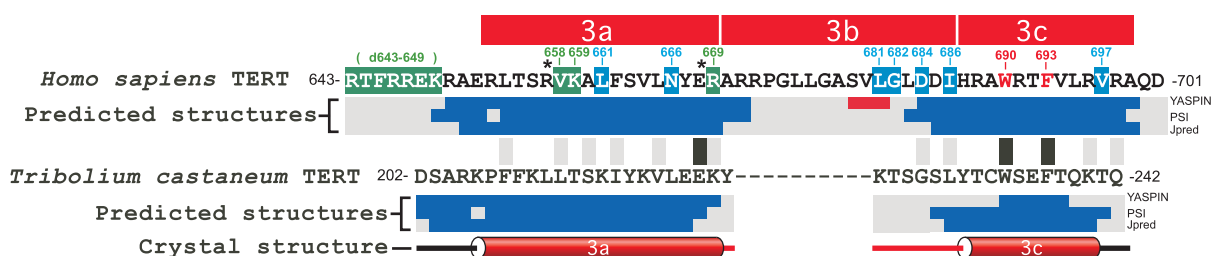 3a 3b 3c
( d643-649 ) * 658 659 661 666 * 669 681 682 684 686 690 693 697
Homo sapiens TERT 643- RTFRREKRAERLTSRVKALFSVLNYERARRPGLLGASVLGLDDIHRAWRTFVLRVRAQD -701
YASPIN
Predicted structures PSI
Jpred
Tribolium castaneum TERT 202- DSARKPFFKLLTSKIYKVLEEKY----------KTSGSLYTCWSEFTQKTQ -242
YASPIN
Predicted structures PSI
Jpred
Crystal structure 3a 3c